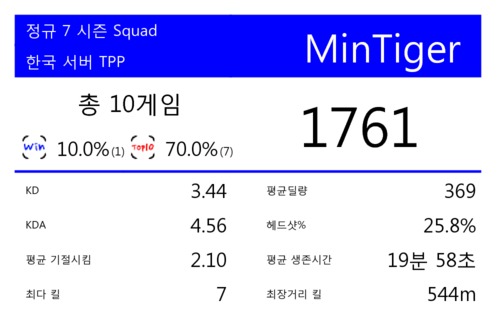 정규 7 시즌 Squad
한국 서버 TPP
MinTiger
총 10게임
Win 10.0%(1) Top10 70.0%(7)
1761
KD 3.44
평균딜량 369
KDA 4.56
헤드샷% 25.8%
평균 기절시킴 2.10
평균 생존시간 19분 58초
최다 킬 7
최장거리 킬 544m